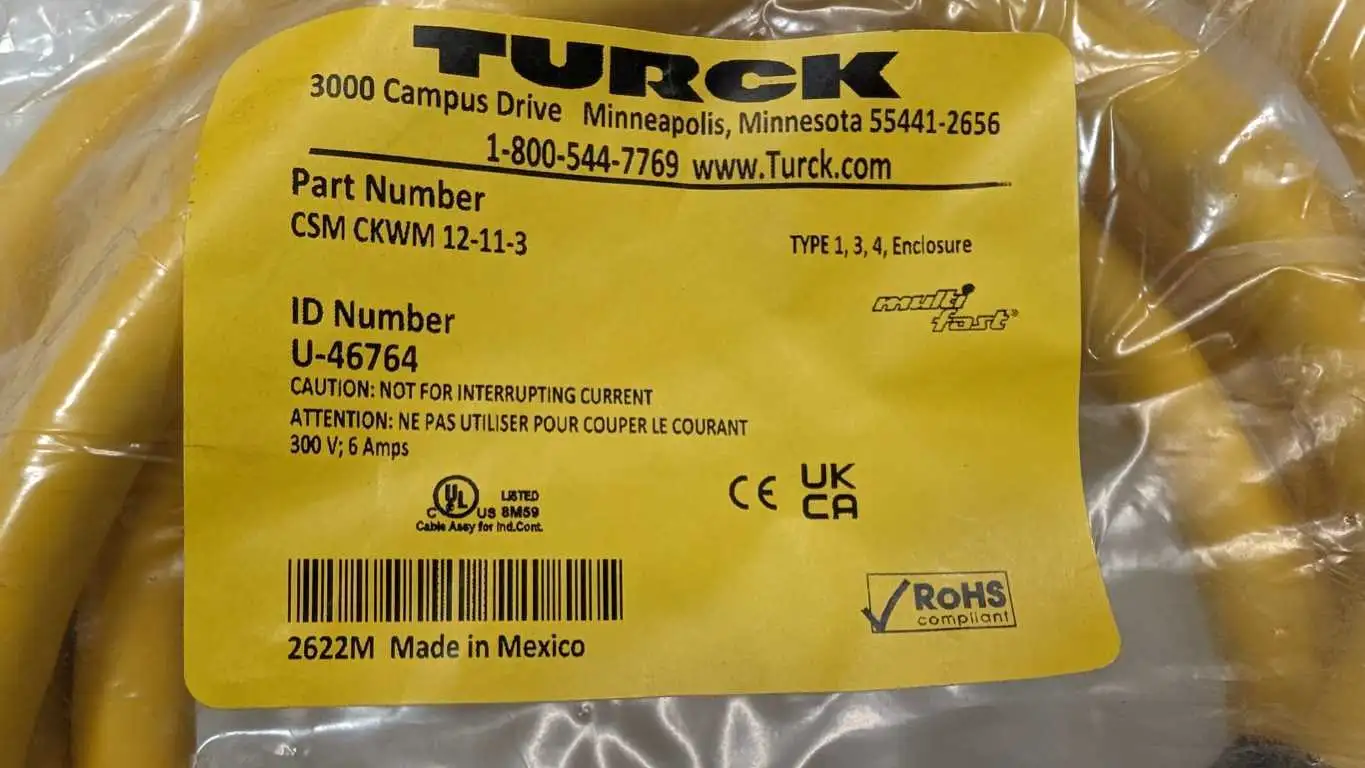 TURCK
3000 Campus Drive Minneapolis, Minnesota 55441-2656
1-800-544-7769 www.Turck.com
Part Number
CSM CKWM 12-11-3
TYPE 1, 3, 4, Enclosure
multi
fast®
ID Number
U-46764
CAUTION: NOT FOR INTERRUPTING CURRENT
ATTENTION: NE PAS UTILISER POUR COUPER LE COURANT
300 V; 6 Amps
C UL US LISTED
8M59
Cable Assy for Ind.Cont.
CE
UK
CA
RoHS
compliant
2622M Made in Mexico